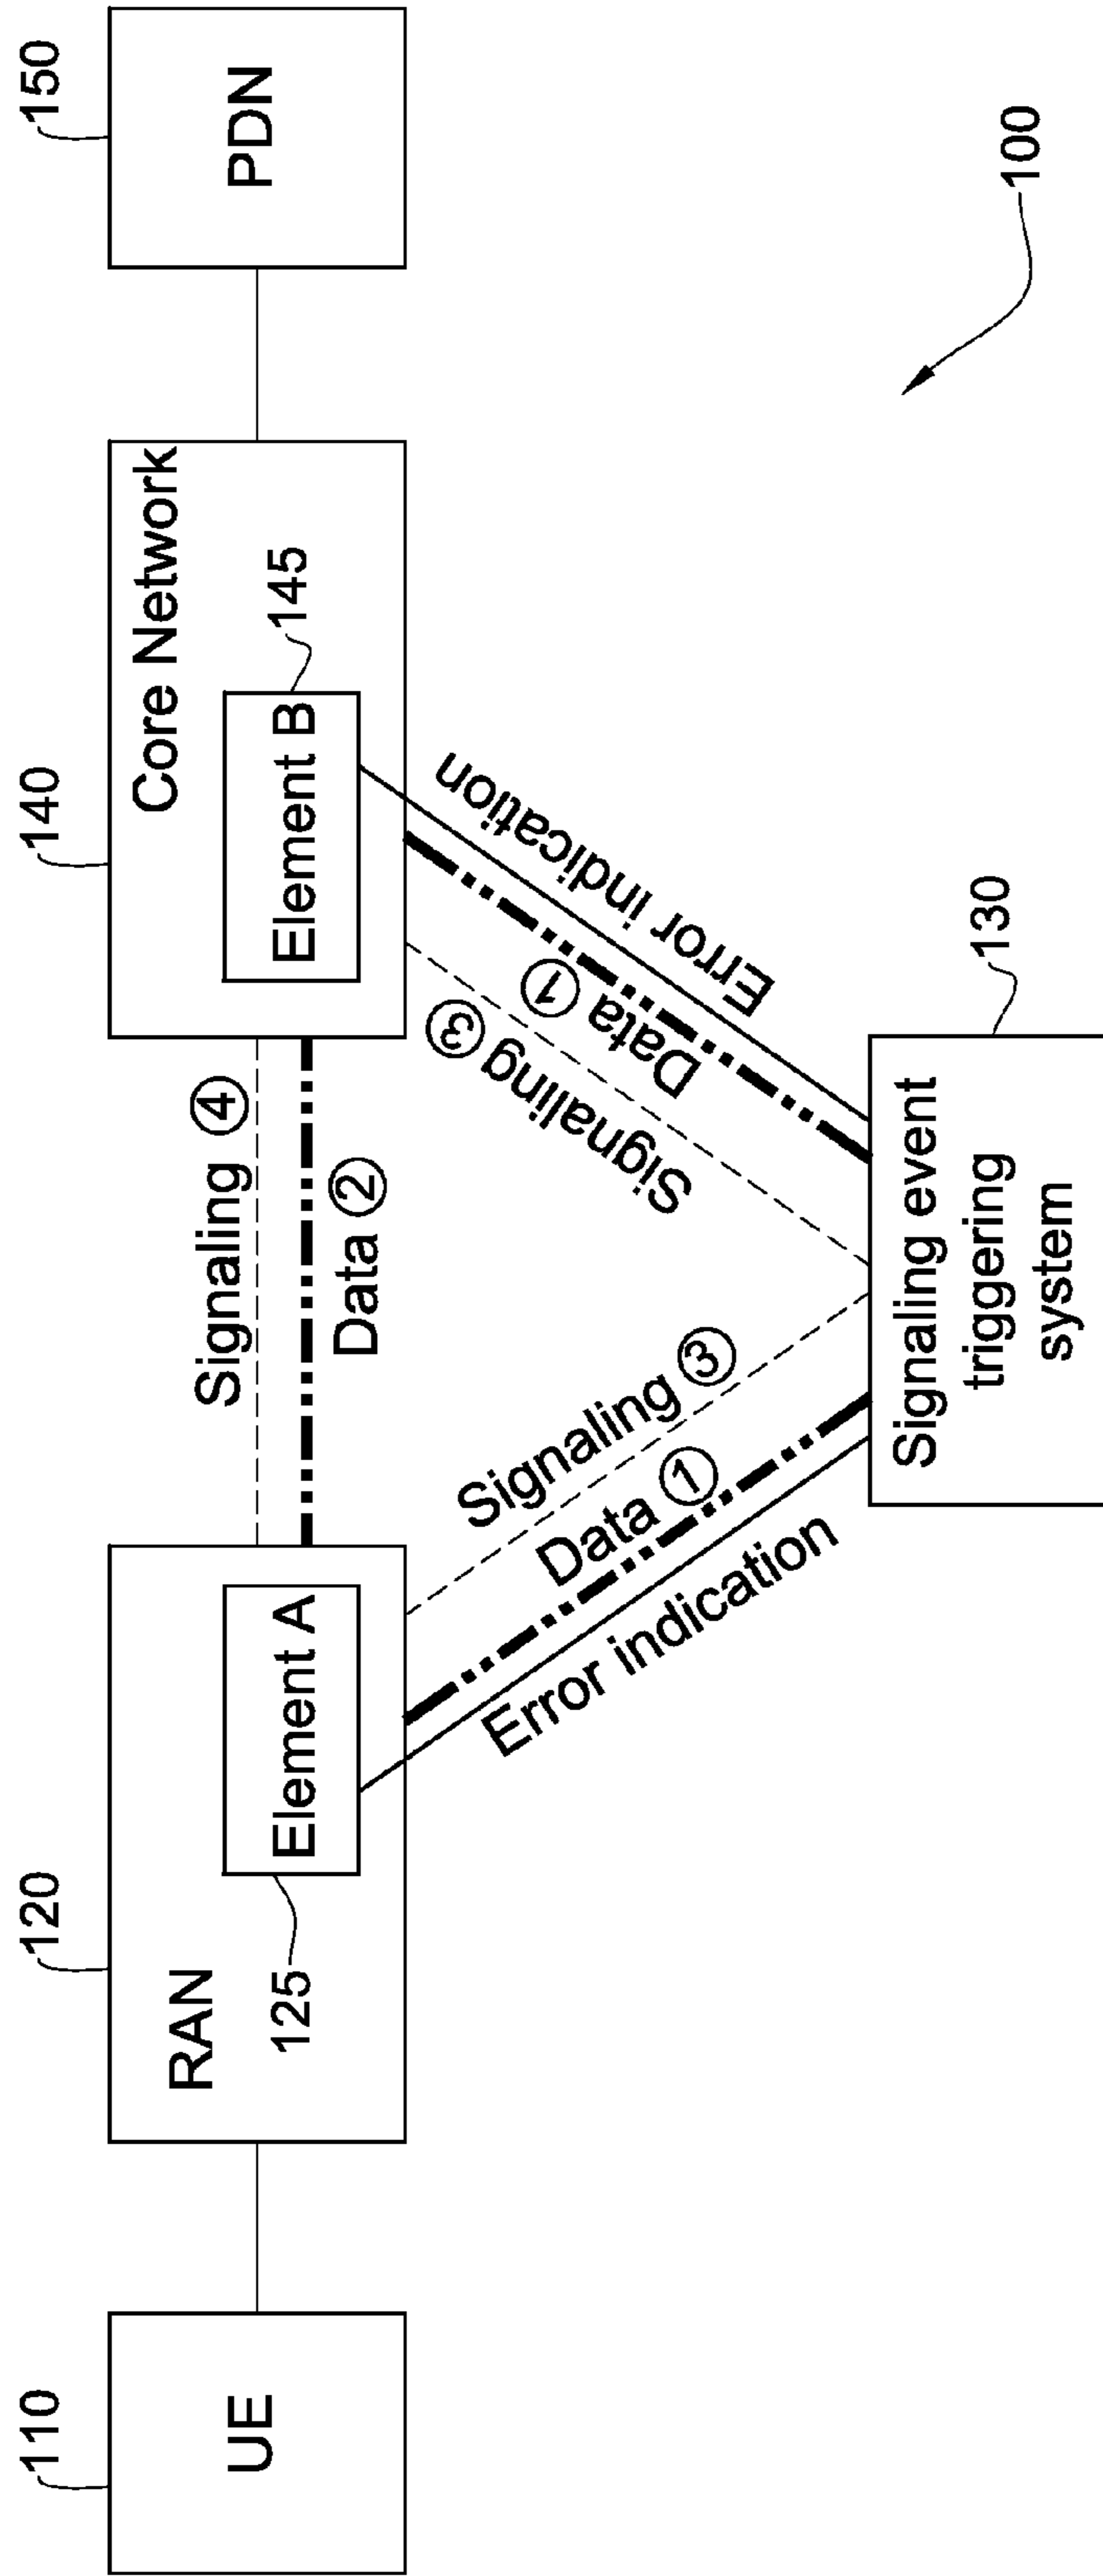 110
120
140
150
UE
RAN
Element A
125
Signaling ④
Data ②
Core Network
Element B
145
PDN
Signaling ③
Data ①
Error indication
Signaling ③
Data ①
Error indication
Signaling event
triggering
system
130
100